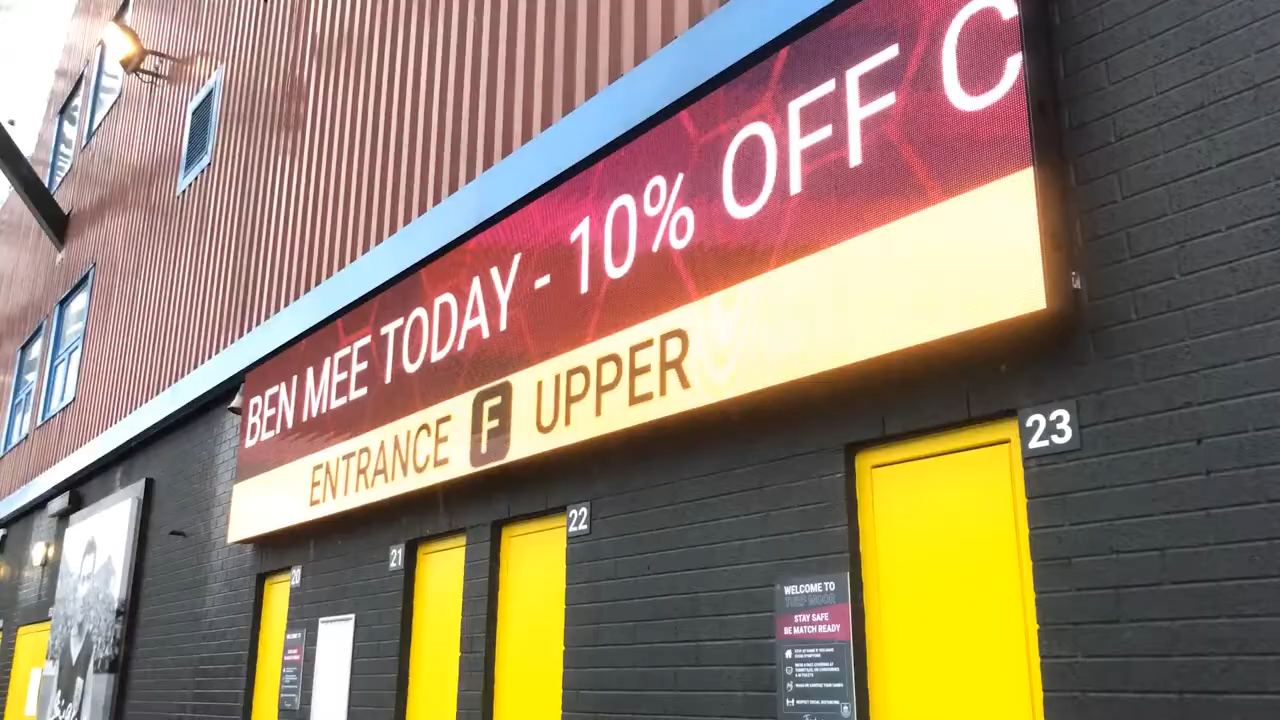 BEN MEE TODAY - 10% OFF C
ENTRANCE F UPPER
20
21
22
23
WELCOME TO
TURF MOOR
STAY SAFE
BE MATCH READY